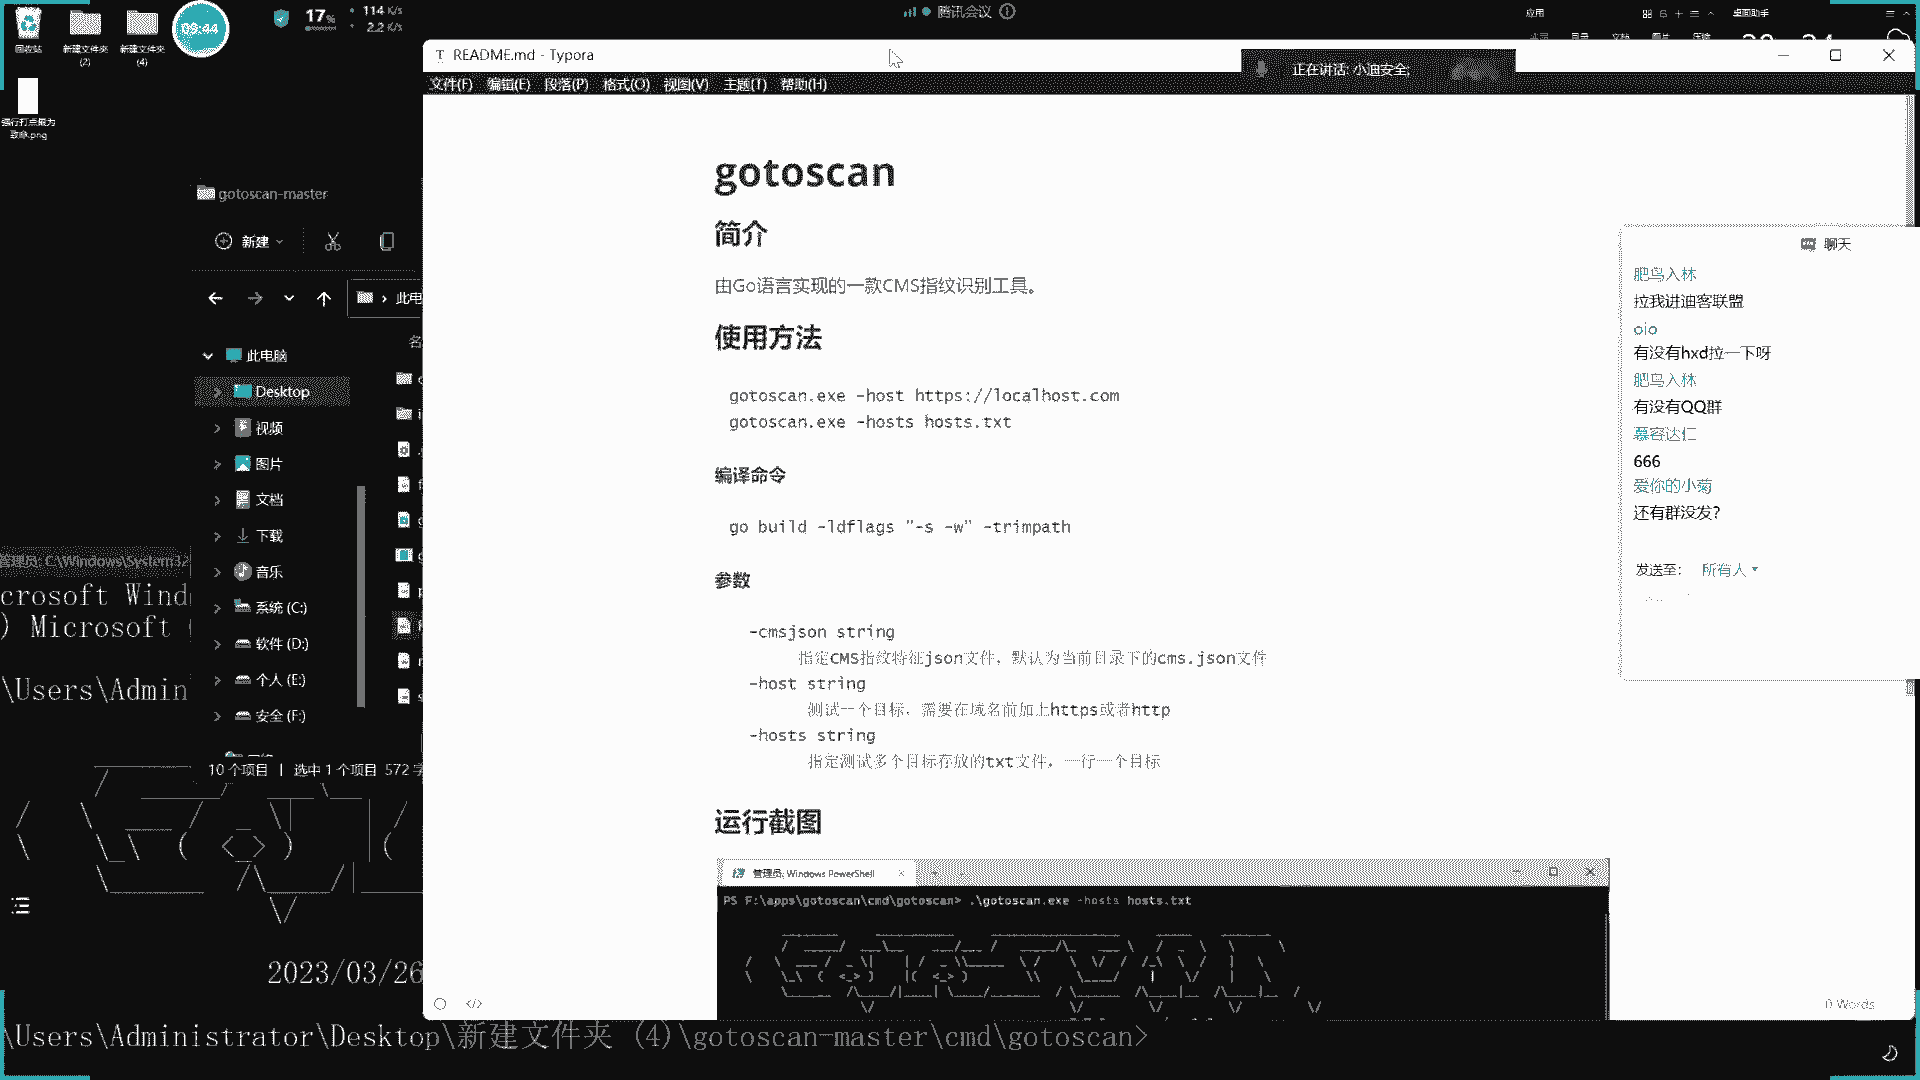 回收站
新建文件夹
(2)
新建文件夹
(4)
09:44
17%
114 K/s
2.2 K/s
腾讯会议
应用
桌面助手
强行打点最为
致命.png
README.md - Typora
正在讲话: 小迪安全;
文件(F) 编辑(E) 段落(P) 格式(O) 视图(V) 主题(T) 帮助(H)
gotoscan
简介
由Go语言实现的一款CMS指纹识别工具。
使用方法
gotoscan.exe -host https://localhost.com
gotoscan.exe -hosts hosts.txt
编译命令
go build -ldflags "-s -w" -trimpath
参数
-cmsjson string
指定CMS指纹特征json文件，默认为当前目录下的cms.json文件
-host string
测试一个目标，需要在域名前加上https或者http
-hosts string
指定测试多个目标存放的txt文件，一行一个目标
运行截图
管理员: Windows PowerShell
PS F:\apps\gotoscan\cmd\gotoscan> .\gotoscan.exe -hosts hosts.txt
0 Words
gotoscan-master
新建
此电
此电脑
Desktop
视频
图片
文档
下载
音乐
系统 (C:)
软件 (D:)
个人 (E:)
安全 (F:)
10 个项目 | 选中 1 个项目 572 字
聊天
肥鸟入林
拉我进迪客联盟
oio
有没有hxd拉一下呀
肥鸟入林
有没有QQ群
慕容达仁
666
爱你的小菊
还有群没发?
发送至: 所有人
管理员: C:\Windows\System32
crosoft Wind
) Microsoft
\Users\Admin
2023/03/26
\Users\Administrator\Desktop\新建文件夹 (4)\gotoscan-master\cmd\gotoscan>